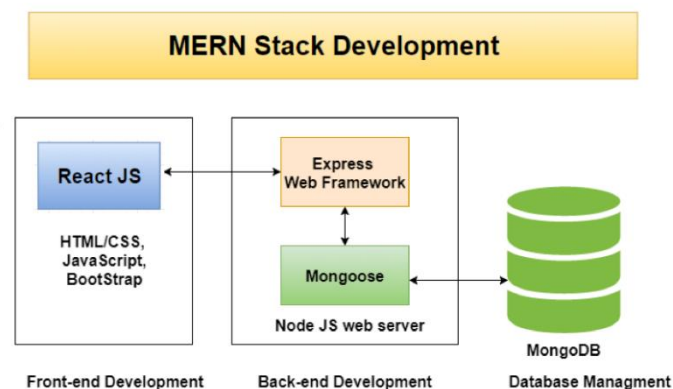 MERN Stack Development
React JS
HTML/CSS,
JavaScript,
BootStrap
Front-end Development
Express
Web Framework
Mongoose
Node JS web server
Back-end Development
MongoDB
Database Managment